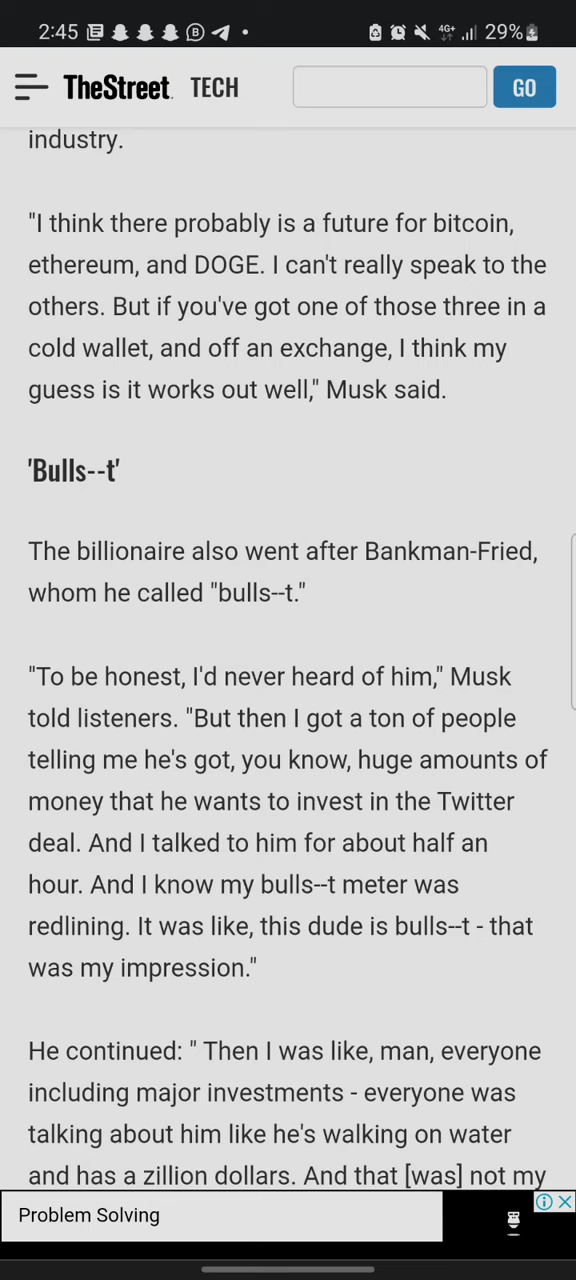 2:45 29%
4G+
TheStreet. TECH GO
industry.
"I think there probably is a future for bitcoin,
ethereum, and DOGE. I can't really speak to the
others. But if you've got one of those three in a
cold wallet, and off an exchange, I think my
guess is it works out well," Musk said.
'Bulls--t'
The billionaire also went after Bankman-Fried,
whom he called "bulls--t."
"To be honest, I'd never heard of him," Musk
told listeners. "But then I got a ton of people
telling me he's got, you know, huge amounts of
money that he wants to invest in the Twitter
deal. And I talked to him for about half an
hour. And I know my bulls--t meter was
redlining. It was like, this dude is bulls--t - that
was my impression."
He continued: " Then I was like, man, everyone
including major investments - everyone was
talking about him like he's walking on water
and has a zillion dollars. And that [was] not my
Problem Solving